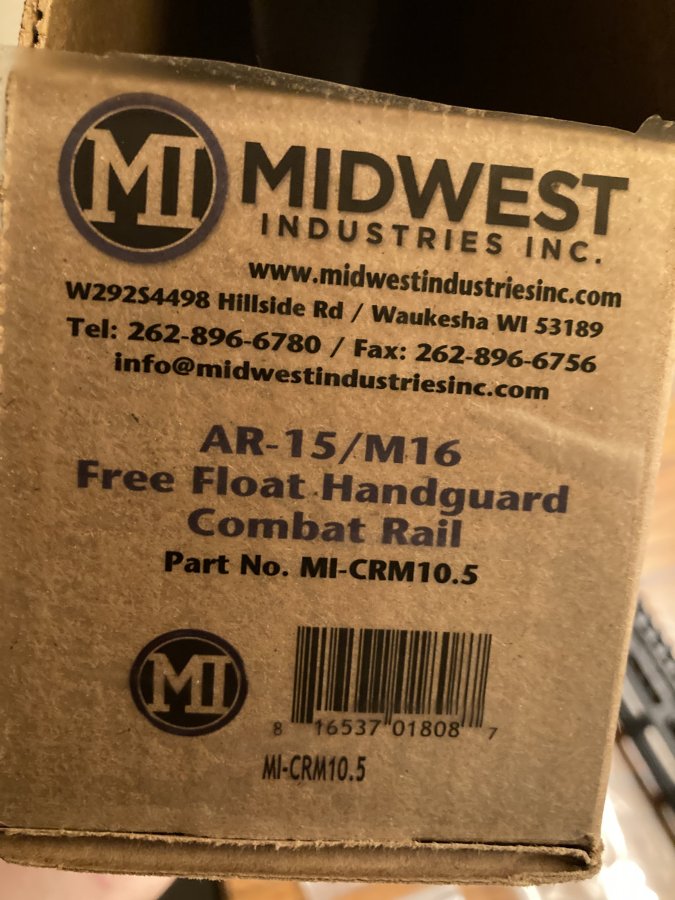 MI MIDWEST
INDUSTRIES INC.
www.midwestindustriesinc.com
W292S4498 Hillside Rd / Waukesha WI 53189
Tel: 262-896-6780 / Fax: 262-896-6756
info@midwestindustriesinc.com
AR-15/M16
Free Float Handguard
Combat Rail
Part No. MI-CRM10.5
MI
8 16537 01808 7
MI-CRM10.5